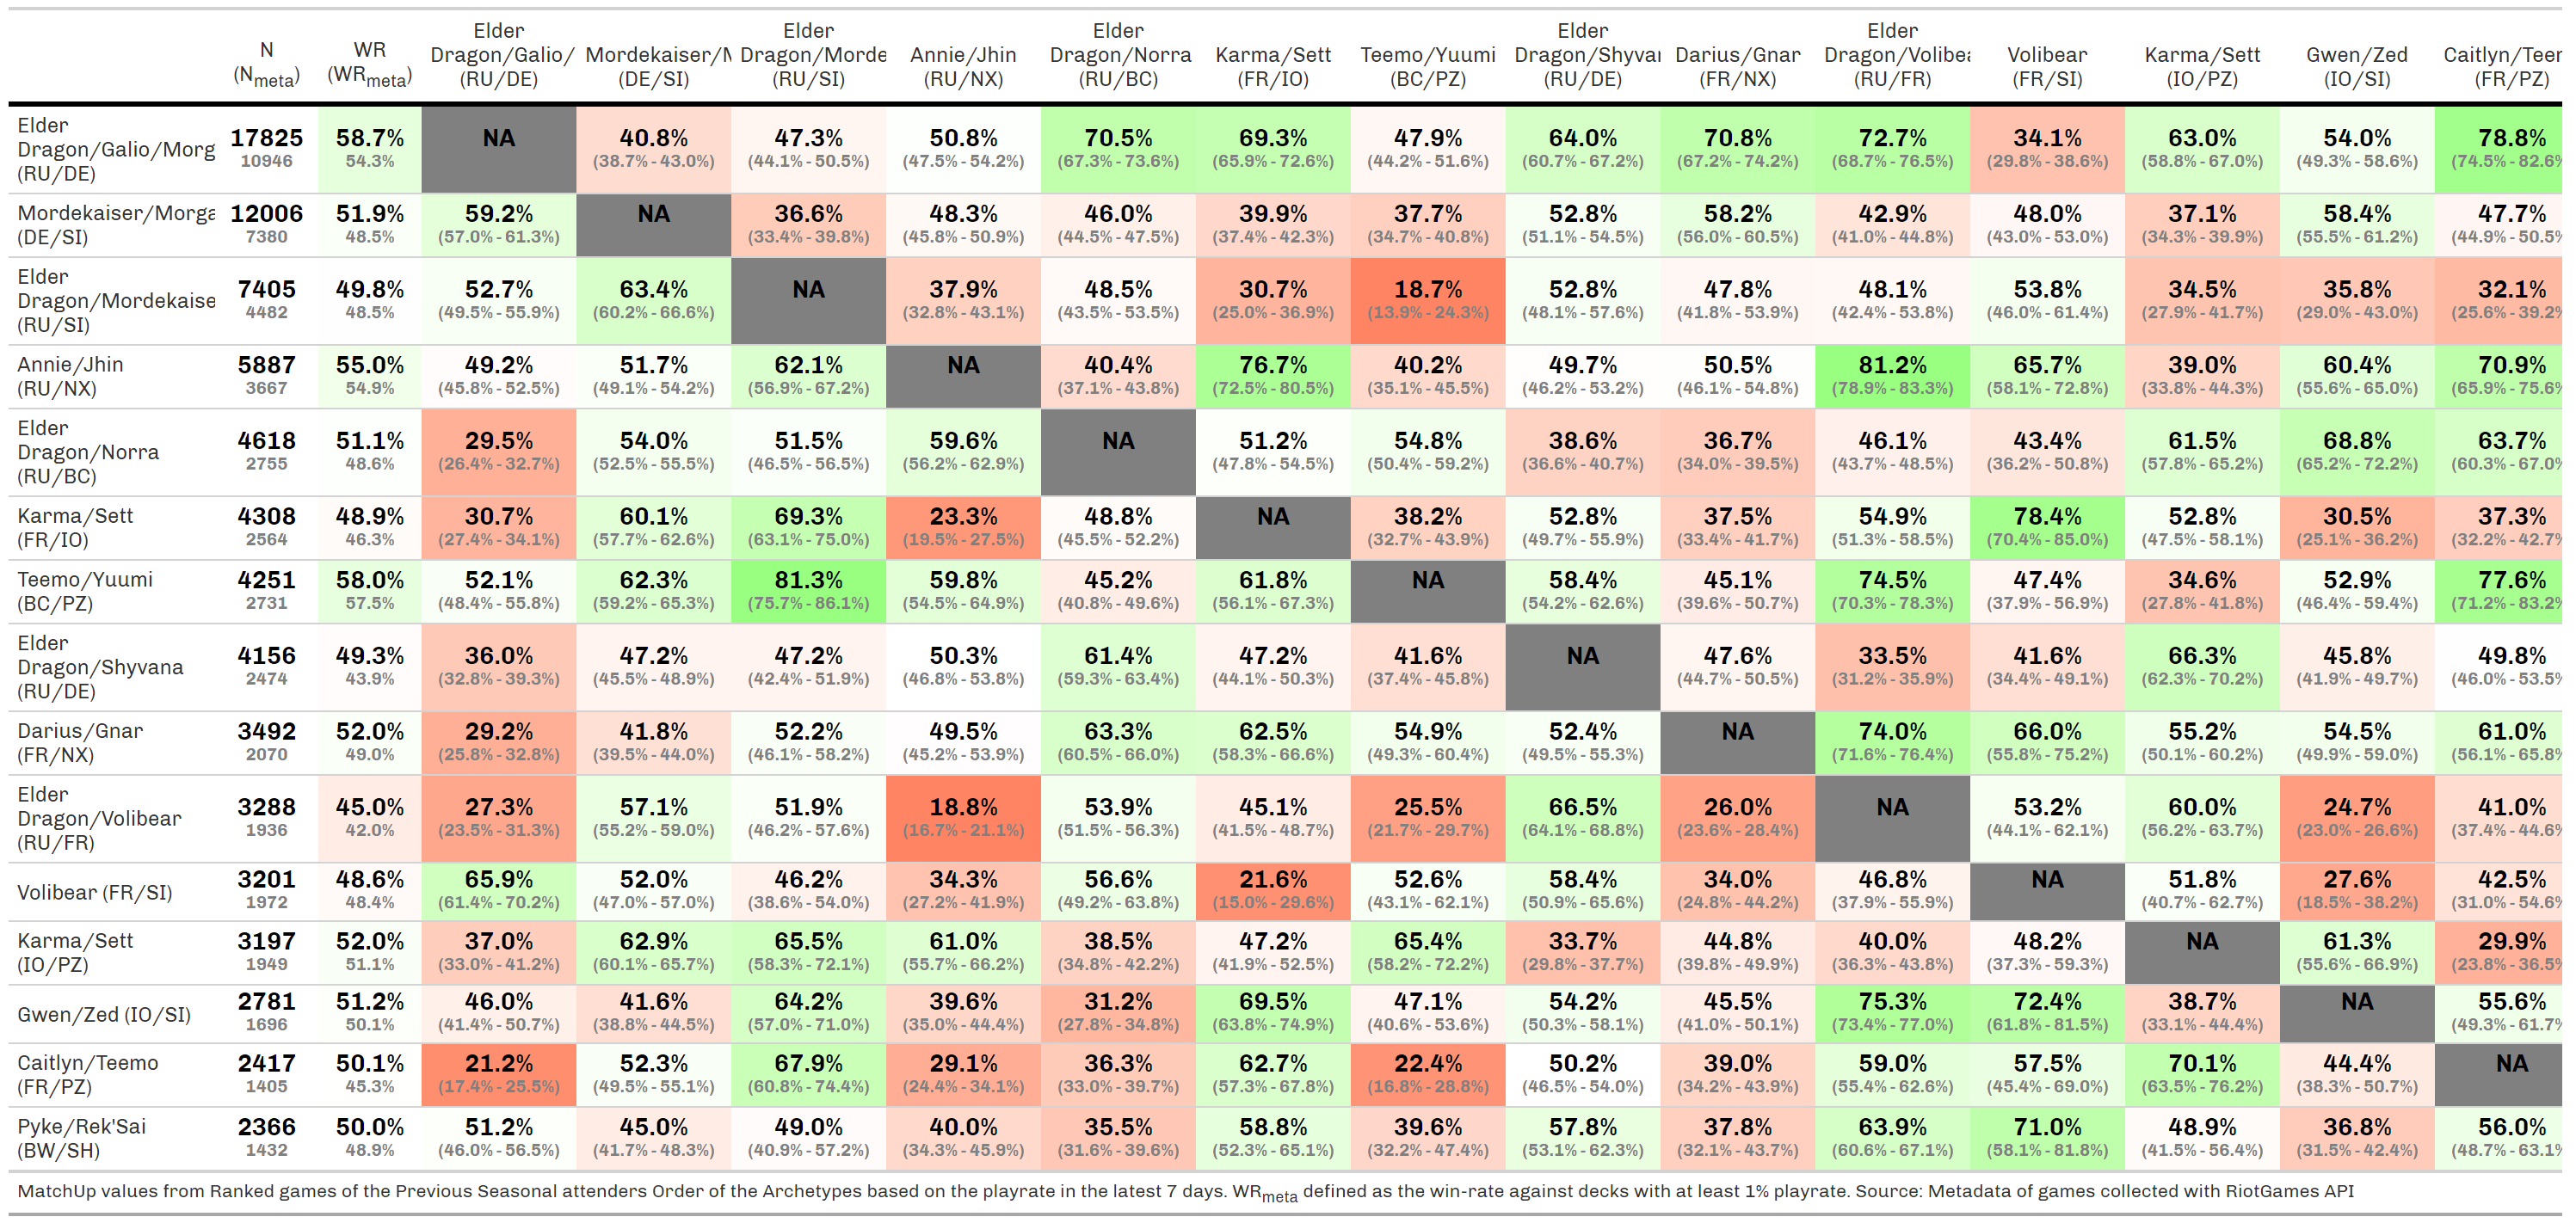 Elder Elder Elder Elder Elder
N WR Dragon/Galio/ Mordekaiser/M Dragon/Morde Annie/Jhin Dragon/Norra Karma/Sett Teemo/Yuumi Dragon/Shyvan Darius/Gnar Dragon/Volibea Volibear Karma/Sett Gwen/Zed Caitlyn/Teem
(Nmeta) (WRmeta) (RU/DE) (DE/SI) (RU/SI) (RU/NX) (RU/BC) (FR/IO) (BC/PZ) (RU/DE) (FR/NX) (RU/FR) (FR/SI) (IO/PZ) (IO/SI) (FR/PZ)
Elder
Dragon/Galio/Morg
(RU/DE)
17825 58.7% NA 40.8% 47.3% 50.8% 70.5% 69.3% 47.9% 64.0% 70.8% 72.7% 34.1% 63.0% 54.0% 78.8%
10946 54.3% (38.7% - 43.0%) (44.1% - 50.5%) (47.5% - 54.2%) (67.3% - 73.6%) (65.9% - 72.6%) (44.2% - 51.6%) (60.7% - 67.2%) (67.2% - 74.2%) (68.7% - 76.5%) (29.8% - 38.6%) (58.8% - 67.0%) (49.3% - 58.6%) (74.5% - 82.6%
Mordekaiser/Morga
(DE/SI)
12006 51.9% 59.2% NA 36.6% 48.3% 46.0% 39.9% 37.7% 52.8% 58.2% 42.9% 48.0% 37.1% 58.4% 47.7%
7380 48.5% (57.0% - 61.3%) (33.4% - 39.8%) (45.8% - 50.9%) (44.5% - 47.5%) (37.4% - 42.3%) (34.7% - 40.8%) (51.1% - 54.5%) (56.0% - 60.5%) (41.0% - 44.8%) (43.0% - 53.0%) (34.3% - 39.9%) (55.5% - 61.2%) (44.9% - 50.5%
Elder
Dragon/Mordekaise
(RU/SI)
7405 49.8% 52.7% 63.4% NA 37.9% 48.5% 30.7% 18.7% 52.8% 47.8% 48.1% 53.8% 34.5% 35.8% 32.1%
4482 48.5% (49.5% - 55.9%) (60.2% - 66.6%) (32.8% - 43.1%) (43.5% - 53.5%) (25.0% - 36.9%) (13.9% - 24.3%) (48.1% - 57.6%) (41.8% - 53.9%) (42.4% - 53.8%) (46.0% - 61.4%) (27.9% - 41.7%) (29.0% - 43.0%) (25.6% - 39.2%
Annie/Jhin
(RU/NX)
5887 55.0% 49.2% 51.7% 62.1% NA 40.4% 76.7% 40.2% 49.7% 50.5% 81.2% 65.7% 39.0% 60.4% 70.9%
3667 54.9% (45.8% - 52.5%) (49.1% - 54.2%) (56.9% - 67.2%) (37.1% - 43.8%) (72.5% - 80.5%) (35.1% - 45.5%) (46.2% - 53.2%) (46.1% - 54.8%) (78.9% - 83.3%) (58.1% - 72.8%) (33.8% - 44.3%) (55.6% - 65.0%) (65.9% - 75.6%
Elder
Dragon/Norra
(RU/BC)
4618 51.1% 29.5% 54.0% 51.5% 59.6% NA 51.2% 54.8% 38.6% 36.7% 46.1% 43.4% 61.5% 68.8% 63.7%
2755 48.6% (26.4% - 32.7%) (52.5% - 55.5%) (46.5% - 56.5%) (56.2% - 62.9%) (47.8% - 54.5%) (50.4% - 59.2%) (36.6% - 40.7%) (34.0% - 39.5%) (43.7% - 48.5%) (36.2% - 50.8%) (57.8% - 65.2%) (65.2% - 72.2%) (60.3% - 67.0%
Karma/Sett
(FR/IO)
4308 48.9% 30.7% 60.1% 69.3% 23.3% 48.8% NA 38.2% 52.8% 37.5% 54.9% 78.4% 52.8% 30.5% 37.3%
2564 46.3% (27.4% - 34.1%) (57.7% - 62.6%) (63.1% - 75.0%) (19.5% - 27.5%) (45.5% - 52.2%) (32.7% - 43.9%) (49.7% - 55.9%) (33.4% - 41.7%) (51.3% - 58.5%) (70.4% - 85.0%) (47.5% - 58.1%) (25.1% - 36.2%) (32.2% - 42.7%
Teemo/Yuumi
(BC/PZ)
4251 58.0% 52.1% 62.3% 81.3% 59.8% 45.2% 61.8% NA 58.4% 45.1% 74.5% 47.4% 34.6% 52.9% 77.6%
2731 57.5% (48.4% - 55.8%) (59.2% - 65.3%) (75.7% - 86.1%) (54.5% - 64.9%) (40.8% - 49.6%) (56.1% - 67.3%) (54.2% - 62.6%) (39.6% - 50.7%) (70.3% - 78.3%) (37.9% - 56.9%) (27.8% - 41.8%) (46.4% - 59.4%) (71.2% - 83.2%
Elder
Dragon/Shyvana
(RU/DE)
4156 49.3% 36.0% 47.2% 47.2% 50.3% 61.4% 47.2% 41.6% NA 47.6% 33.5% 41.6% 66.3% 45.8% 49.8%
2474 43.9% (32.8% - 39.3%) (45.5% - 48.9%) (42.4% - 51.9%) (46.8% - 53.8%) (59.3% - 63.4%) (44.1% - 50.3%) (37.4% - 45.8%) (44.7% - 50.5%) (31.2% - 35.9%) (34.4% - 49.1%) (62.3% - 70.2%) (41.9% - 49.7%) (46.0% - 53.5%
Darius/Gnar
(FR/NX)
3492 52.0% 29.2% 41.8% 52.2% 49.5% 63.3% 62.5% 54.9% 52.4% NA 74.0% 66.0% 55.2% 54.5% 61.0%
2070 49.0% (25.8% - 32.8%) (39.5% - 44.0%) (46.1% - 58.2%) (45.2% - 53.9%) (60.5% - 66.0%) (58.3% - 66.6%) (49.3% - 60.4%) (49.5% - 55.3%) (71.6% - 76.4%) (55.8% - 75.2%) (50.1% - 60.2%) (49.9% - 59.0%) (56.1% - 65.8%
Elder
Dragon/Volibear
(RU/FR)
3288 45.0% 27.3% 57.1% 51.9% 18.8% 53.9% 45.1% 25.5% 66.5% 26.0% NA 53.2% 60.0% 24.7% 41.0%
1936 42.0% (23.5% - 31.3%) (55.2% - 59.0%) (46.2% - 57.6%) (16.7% - 21.1%) (51.5% - 56.3%) (41.5% - 48.7%) (21.7% - 29.7%) (64.1% - 68.8%) (23.6% - 28.4%) (44.1% - 62.1%) (56.2% - 63.7%) (23.0% - 26.6%) (37.4% - 44.6%
Volibear (FR/SI)
3201 48.6% 65.9% 52.0% 46.2% 34.3% 56.6% 21.6% 52.6% 58.4% 34.0% 46.8% NA 51.8% 27.6% 42.5%
1972 48.4% (61.4% - 70.2%) (47.0% - 57.0%) (38.6% - 54.0%) (27.2% - 41.9%) (49.2% - 63.8%) (15.0% - 29.6%) (43.1% - 62.1%) (50.9% - 65.6%) (24.8% - 44.2%) (37.9% - 55.9%) (40.7% - 62.7%) (18.5% - 38.2%) (31.0% - 54.6%
Karma/Sett
(IO/PZ)
3197 52.0% 37.0% 62.9% 65.5% 61.0% 38.5% 47.2% 65.4% 33.7% 44.8% 40.0% 48.2% NA 61.3% 29.9%
1949 51.1% (33.0% - 41.2%) (60.1% - 65.7%) (58.3% - 72.1%) (55.7% - 66.2%) (34.8% - 42.2%) (41.9% - 52.5%) (58.2% - 72.2%) (29.8% - 37.7%) (39.8% - 49.9%) (36.3% - 43.8%) (37.3% - 59.3%) (55.6% - 66.9%) (23.8% - 36.5%
Gwen/Zed (IO/SI)
2781 51.2% 46.0% 41.6% 64.2% 39.6% 31.2% 69.5% 47.1% 54.2% 45.5% 75.3% 72.4% 38.7% NA 55.6%
1696 50.1% (41.4% - 50.7%) (38.8% - 44.5%) (57.0% - 71.0%) (35.0% - 44.4%) (27.8% - 34.8%) (63.8% - 74.9%) (40.6% - 53.6%) (50.3% - 58.1%) (41.0% - 50.1%) (73.4% - 77.0%) (61.8% - 81.5%) (33.1% - 44.4%) (49.3% - 61.7%
Caitlyn/Teemo
(FR/PZ)
2417 50.1% 21.2% 52.3% 67.9% 29.1% 36.3% 62.7% 22.4% 50.2% 39.0% 59.0% 57.5% 70.1% 44.4% NA
1405 45.3% (17.4% - 25.5%) (49.5% - 55.1%) (60.8% - 74.4%) (24.4% - 34.1%) (33.0% - 39.7%) (57.3% - 67.8%) (16.8% - 28.8%) (46.5% - 54.0%) (34.2% - 43.9%) (55.4% - 62.6%) (45.4% - 69.0%) (63.5% - 76.2%) (38.3% - 50.7%)
Pyke/Rek'Sai
(BW/SH)
2366 50.0% 51.2% 45.0% 49.0% 40.0% 35.5% 58.8% 39.6% 57.8% 37.8% 63.9% 71.0% 48.9% 36.8% 56.0%
1432 48.9% (46.0% - 56.5%) (41.7% - 48.3%) (40.9% - 57.2%) (34.3% - 45.9%) (31.6% - 39.6%) (52.3% - 65.1%) (32.2% - 47.4%) (53.1% - 62.3%) (32.1% - 43.7%) (60.6% - 67.1%) (58.1% - 81.8%) (41.5% - 56.4%) (31.5% - 42.4%) (48.7% - 63.1%
MatchUp values from Ranked games of the Previous Seasonal attenders Order of the Archetypes based on the playrate in the latest 7 days. WRmeta defined as the win-rate against decks with at least 1% playrate. Source: Metadata of games collected with RiotGames API